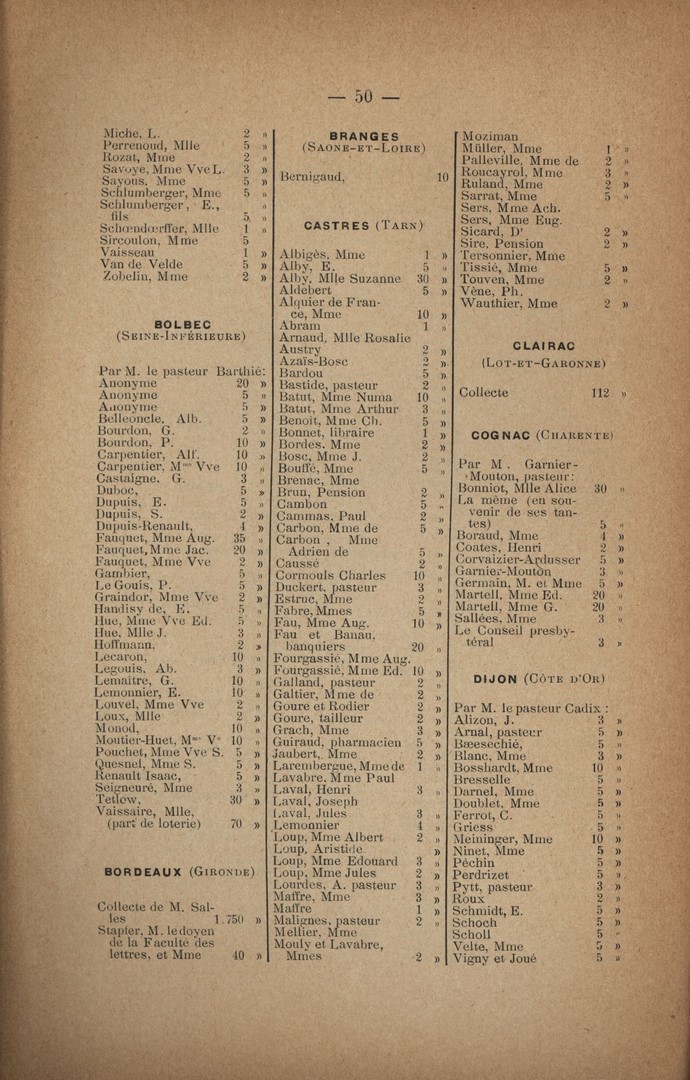 — 50 —
Miche, L. 2 »
Perrenoud, Mlle 5 »
Rozat, Mme 2 »
Savoye, Mme Vve L. 3 »
Sayous, Mme 5 »
Schlumberger, Mme 5 »
Schlumberger, E.,
fils 5 »
Schœndœrffer, Mlle 1 »
Sircoulon, Mme 5
Vaisseau 1 »
Van de Velde 5 »
Zobelin, Mme 2 »
BOLBEC
(SEINE-INFÉRIEURE)
Par M. le pasteur Barthié:
Anonyme 20 »
Anonyme 5 »
Anonyme 5 »
Belleoncle, Alb. 5 »
Bourdon, G. 2 »
Bourdon, P. 10 »
Carpentier, Alf. 10 »
Carpentier, Mme Vve 10 »
Castaigne, G. 3 »
Duboc, 5 »
Dupuis, E. 5 »
Dupuis, S. 2 »
Dupuis-Renault, 4 »
Fauquet, Mme Aug. 35 »
Fauquet, Mme Jac. 20 »
Fauquet, Mme Vve 2 »
Gambier, 5 »
Le Gouis, P. 5 »
Graindor, Mme Vve 2 »
Handisyde, E. 5 »
Hue, Mme Vve Ed. 5 »
Hue, Mlle J. 3 »
Hoffmann, 2 »
Lecaron, 10 »
Legouis, Ab. 3 »
Lemaître, G. 10 »
Lemonnier, E. 10 »
Louvel, Mme Vve 2 »
Loux, Mlle 2 »
Monod, 10 »
Moutier-Huet, Mme Ve 10 »
Pouchet, Mme Vve S. 5 »
Quesnel, Mme S. 5 »
Renault Isaac, 5 »
Seigneuré, Mme 3 »
Tetlow, 30 »
Vaissaire, Mlle,
(part de loterie) 70 »
BORDEAUX (GIRONDE)
Collecte de M. Sal-
les 1.750 »
Stapfer, M. le doyen
de la Faculté des
lettres, et Mme 40 »
BRANGES
(SAONE-ET-LOIRE)
Bernigaud, 10
CASTRES (TARN)
Albigès, Mme 1 »
Alby, E. 5 »
Alby, Mlle Suzanne 30 »
Aldebert 5 »
Alquier de Fran-
ce, Mme 10 »
Abram 1 »
Arnaud, Mlle Rosalie
Austry 2 »
Azaïs-Bosc 2 »
Bardou 5 »
Bastide, pasteur 2 »
Batut, Mme Numa 10 »
Batut, Mme Arthur 3 »
Benoît, Mme Ch. 5 »
Bonnet, libraire 1 »
Bordes, Mme 2 »
Bosc, Mme J. 2 »
Bouffé, Mme 5 »
Brenac, Mme
Brun, Pension 2 »
Cambon 5 »
Cammas, Paul 2 »
Carbon, Mme de 5 »
Carbon, Mme
Adrien de 5 »
Caussé 2 »
Cormouls Charles 10 »
Duckert, pasteur 3 »
Estruc, Mme 2 »
Fabre, Mmes 5 »
Fau, Mme Aug. 10 »
Fau et Banau,
banquiers 20 »
Fourgassié, Mme Aug.
Fourgassié, Mme Ed. 10 »
Galland, pasteur 2 »
Galtier, Mme de 2 »
Goure et Rodier 2 »
Goure, tailleur 2 »
Grach, Mme 3 »
Guiraud, pharmacien 5 »
Jaubert, Mme 2 »
Larembergue, Mme de 1 »
Lavabre, Mme Paul
Laval, Henri 3 »
Laval, Joseph
Laval, Jules 3 »
Lemonnier 4 »
Loup, Mme Albert 2 »
Loup, Aristide »
Loup, Mme Edouard 3 »
Loup, Mme Jules 2 »
Lourdes, A. pasteur 3 »
Maffre, Mme 3 »
Maffre 1 »
Malignes, pasteur 2 »
Mellier, Mme
Mouly et Lavabre,
Mmes 2 »
Moziman
Müller, Mme 1 »
Palleville, Mme de 2 »
Roucayrol, Mme 3 »
Ruland, Mme 2 »
Sarrat, Mme 5 »
Sers, Mme Ach.
Sers, Mme Eug.
Sicard, Dr 2 »
Sire, Pension 2 »
Tersonnier, Mme
Tissié, Mme 5 »
Touven, Mme 2 »
Vène, Ph.
Wauthier, Mme 2 »
CLAIRAC
(LOT-ET-GARONNE)
Collecte 112 »
COGNAC (CHARENTE)
Par M. Garnier-
Mouton, pasteur:
Bonniot, Mlle Alice 30 »
La même (en sou-
venir de ses tan-
tes) 5 »
Boraud, Mme 4 »
Coates, Henri 2 »
Corvaizier-Ardusser 5 »
Garnier-Mouton 3 »
Germain, M. et Mme 5 »
Martell, Mme Ed. 20 »
Martell, Mme G. 20 »
Sallées, Mme 3 »
Le Conseil presby-
téral 3 »
DIJON (CÔTE D'OR)
Par M. le pasteur Cadix :
Alizon, J. 3 »
Arnal, pasteur 5 »
Bæesechié, 5 »
Blanc, Mme 3 »
Bosshardt, Mme 10 »
Bresselle 5 »
Darnel, Mme 5 »
Doublet, Mme 5 »
Ferrot, C. 5 »
Griess 5 »
Meininger, Mme 10 »
Ninet, Mme 5 »
Péchin 5 »
Perdrizet 5 »
Pytt, pasteur 3 »
Roux 2 »
Schmidt, E. 5 »
Schoch 5 »
Scholl 5 »
Velte, Mme 5 »
Vigny et Joué 5 »